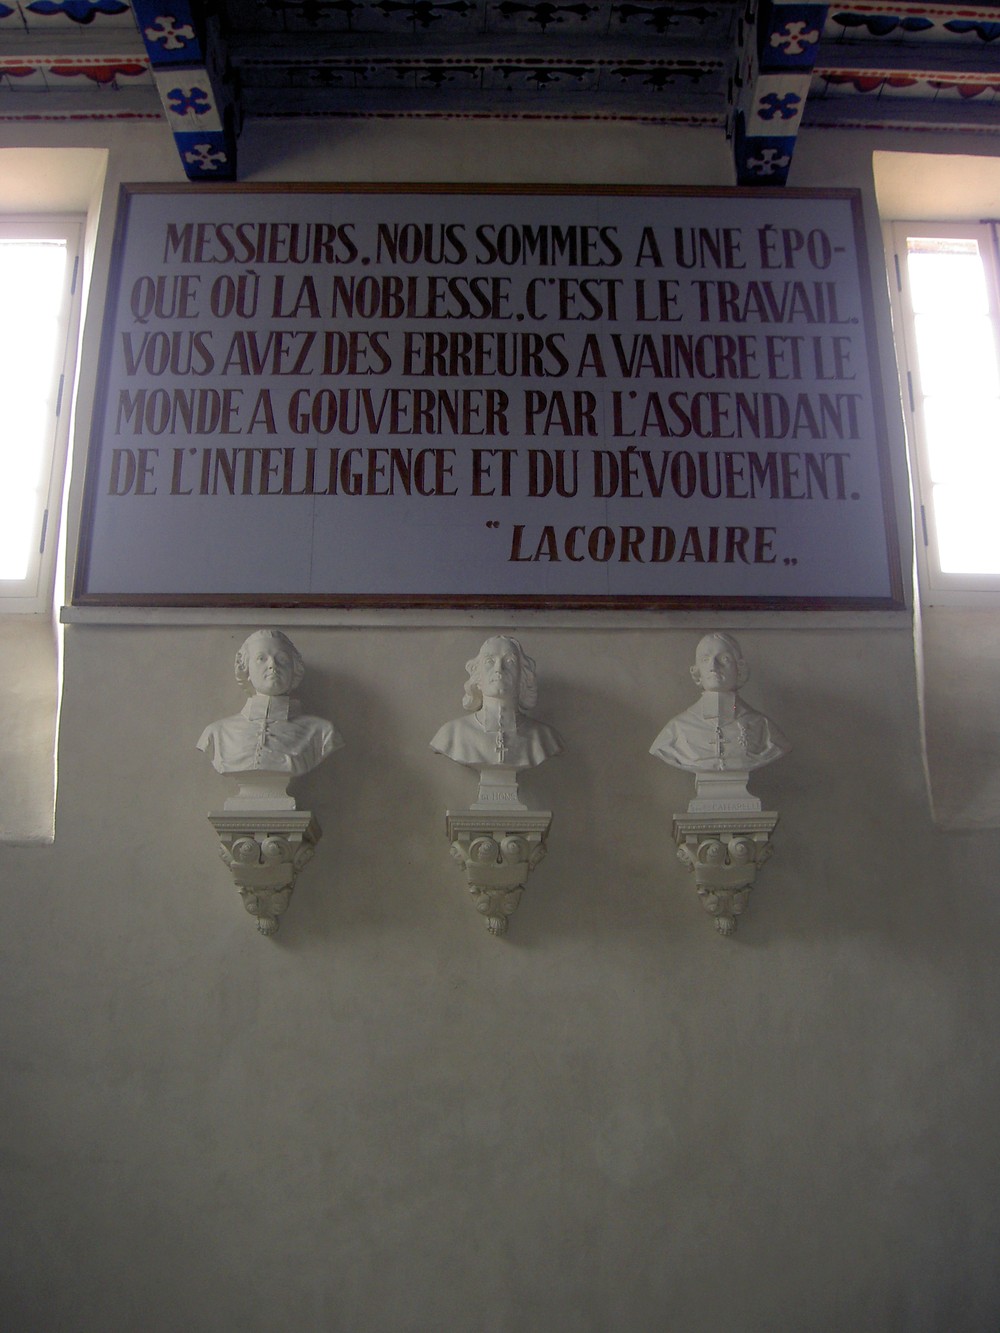 MESSIEURS, NOUS SOMMES A UNE ÉPO-
QUE OÙ LA NOBLESSE, C'EST LE TRAVAIL.
VOUS AVEZ DES ERREURS A VAINCRE ET LE
MONDE A GOUVERNER PAR L'ASCENDANT
DE L'INTELLIGENCE ET DU DÉVOUEMENT.
“ LACORDAIRE „